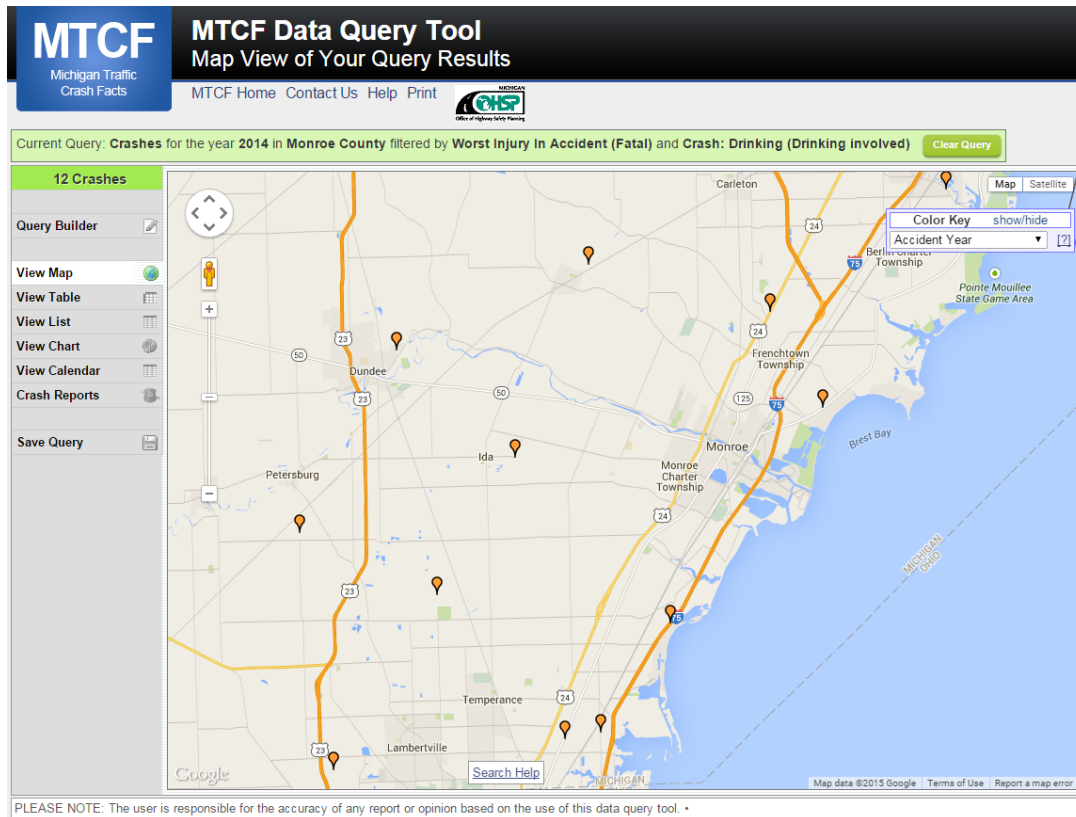 MTCF
Michigan Traffic
Crash Facts
MTCF Data Query Tool
Map View of Your Query Results
MTCF Home Contact Us Help Print
MICHIGAN
OHSP
Office of Highway Safety Planning
Current Query: Crashes for the year 2014 in Monroe County filtered by Worst Injury In Accident (Fatal) and Crash: Drinking (Drinking involved)
Clear Query
12 Crashes
Query Builder
View Map
View Table
View List
View Chart
View Calendar
Crash Reports
Save Query
Carleton
Map Satellite
Color Key show/hide
Accident Year
[?]
24
75
Berlin Charter
Township
Pointe Mouillee
State Game Area
24
23
50
Dundee
Frenchtown
Township
23
50
125
75
Monroe
Brest Bay
Ida
Petersburg
Monroe
Charter
Township
24
MICHIGAN
OHIO
23
75
Temperance
24
23
Lambertville
Search Help
MICHIGAN
Google
Map data ©2015 Google Terms of Use Report a map error
PLEASE NOTE: The user is responsible for the accuracy of any report or opinion based on the use of this data query tool. •